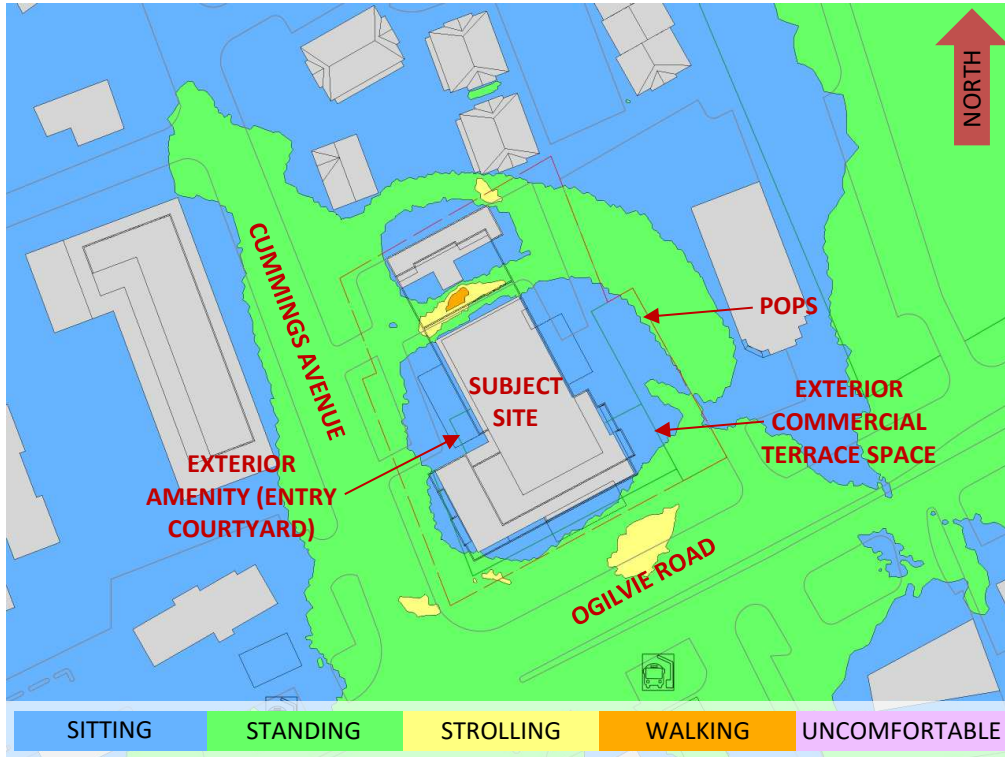 NORTH
CUMMINGS AVENUE
POPS
SUBJECT
SITE
EXTERIOR
COMMERCIAL
TERRACE SPACE
EXTERIOR
AMENITY (ENTRY
COURTYARD)
OGILVIE ROAD
SITTING
STANDING
STROLLING
WALKING
UNCOMFORTABLE